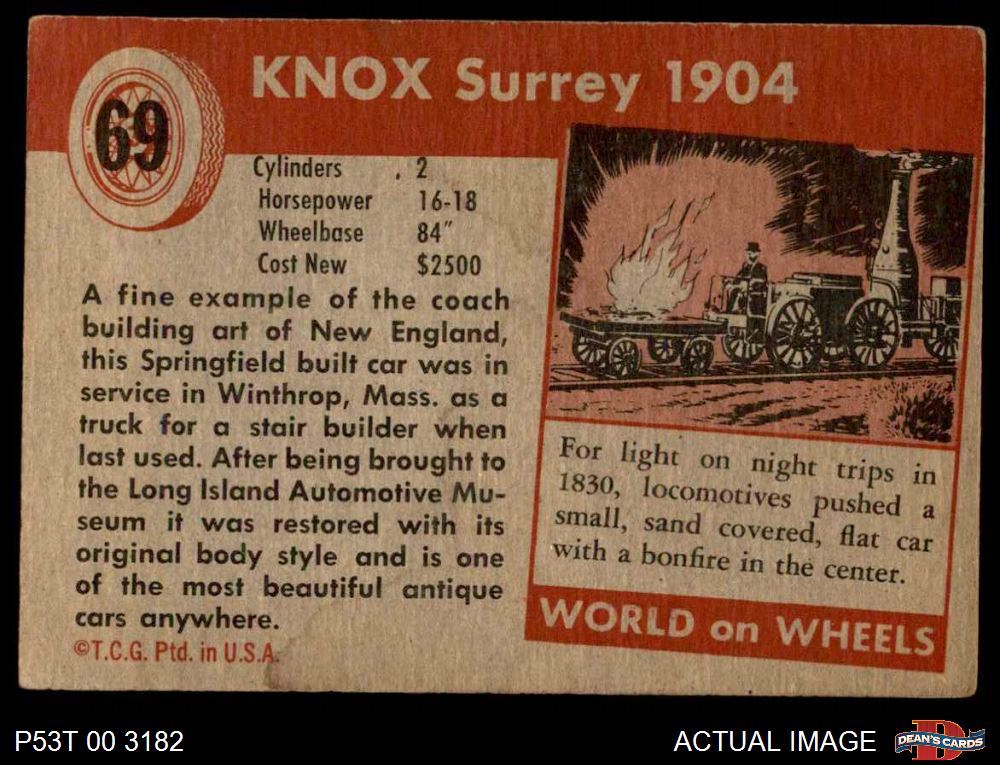 69
KNOX Surrey 1904
Cylinders . 2
Horsepower 16-18
Wheelbase 84"
Cost New $2500
A fine example of the coach
building art of New England,
this Springfield built car was in
service in Winthrop, Mass. as a
truck for a stair builder when
last used. After being brought to
the Long Island Automotive Mu-
seum it was restored with its
original body style and is one
of the most beautiful antique
cars anywhere.
©T.C.G. Ptd. in U.S.A.
For light on night trips in
1830, locomotives pushed a
small, sand covered, flat car
with a bonfire in the center.
WORLD on WHEELS
P53T 00 3182
ACTUAL IMAGE
DEAN'S CARDS